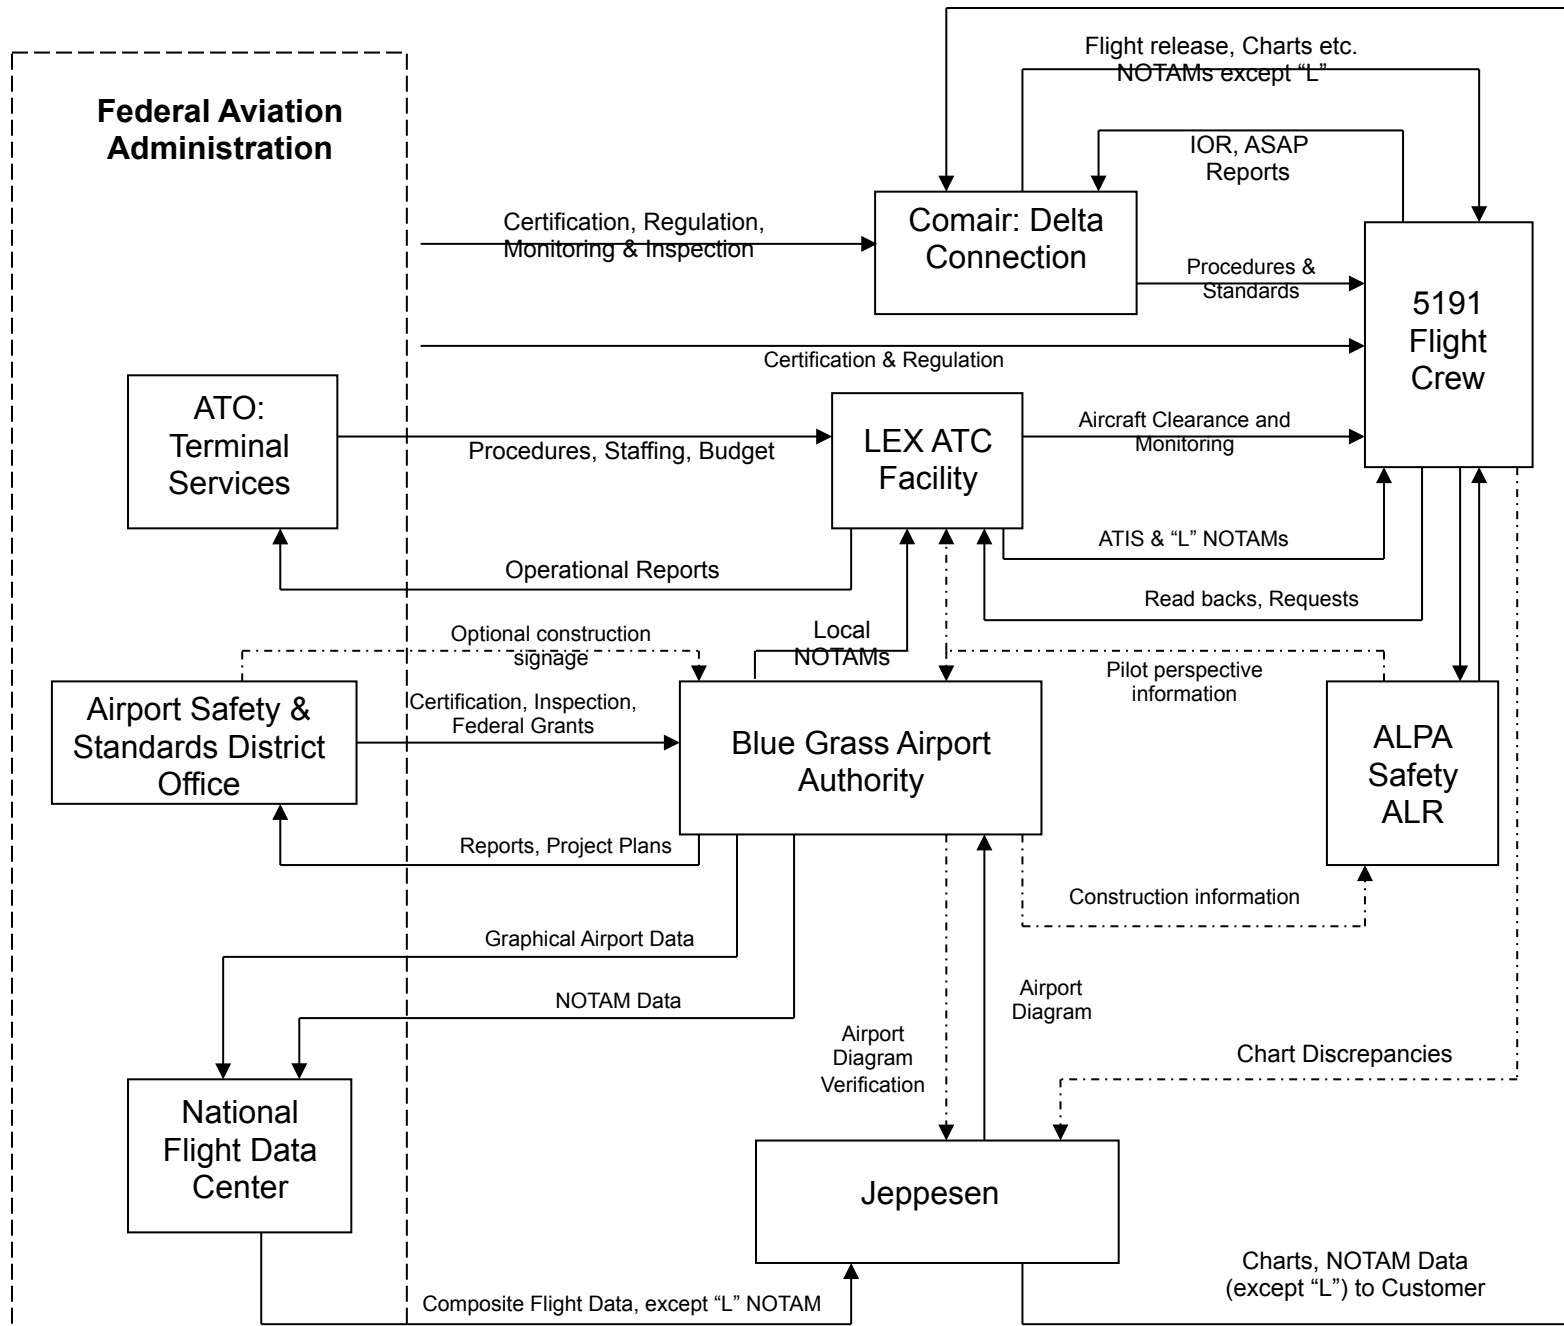 Flight release, Charts etc.
NOTAMs except “L”
Federal Aviation
Administration
IOR, ASAP
Reports
Certification, Regulation,
Monitoring & Inspection
Comair: Delta
Connection
Procedures &
Standards
5191
Flight
Crew
Certification & Regulation
ATO:
Terminal
Services
Procedures, Staffing, Budget
LEX ATC
Facility
Aircraft Clearance and
Monitoring
ATIS & “L” NOTAMs
Operational Reports
Read backs, Requests
Optional construction
signage
Local
NOTAMs
Pilot perspective
information
Airport Safety &
Standards District
Office
Certification, Inspection,
Federal Grants
Blue Grass Airport
Authority
ALPA
Safety
ALR
Reports, Project Plans
Construction information
Graphical Airport Data
NOTAM Data
Airport
Diagram
Airport
Diagram
Verification
Chart Discrepancies
National
Flight Data
Center
Jeppesen
Composite Flight Data, except “L” NOTAM
Charts, NOTAM Data
(except “L”) to Customer